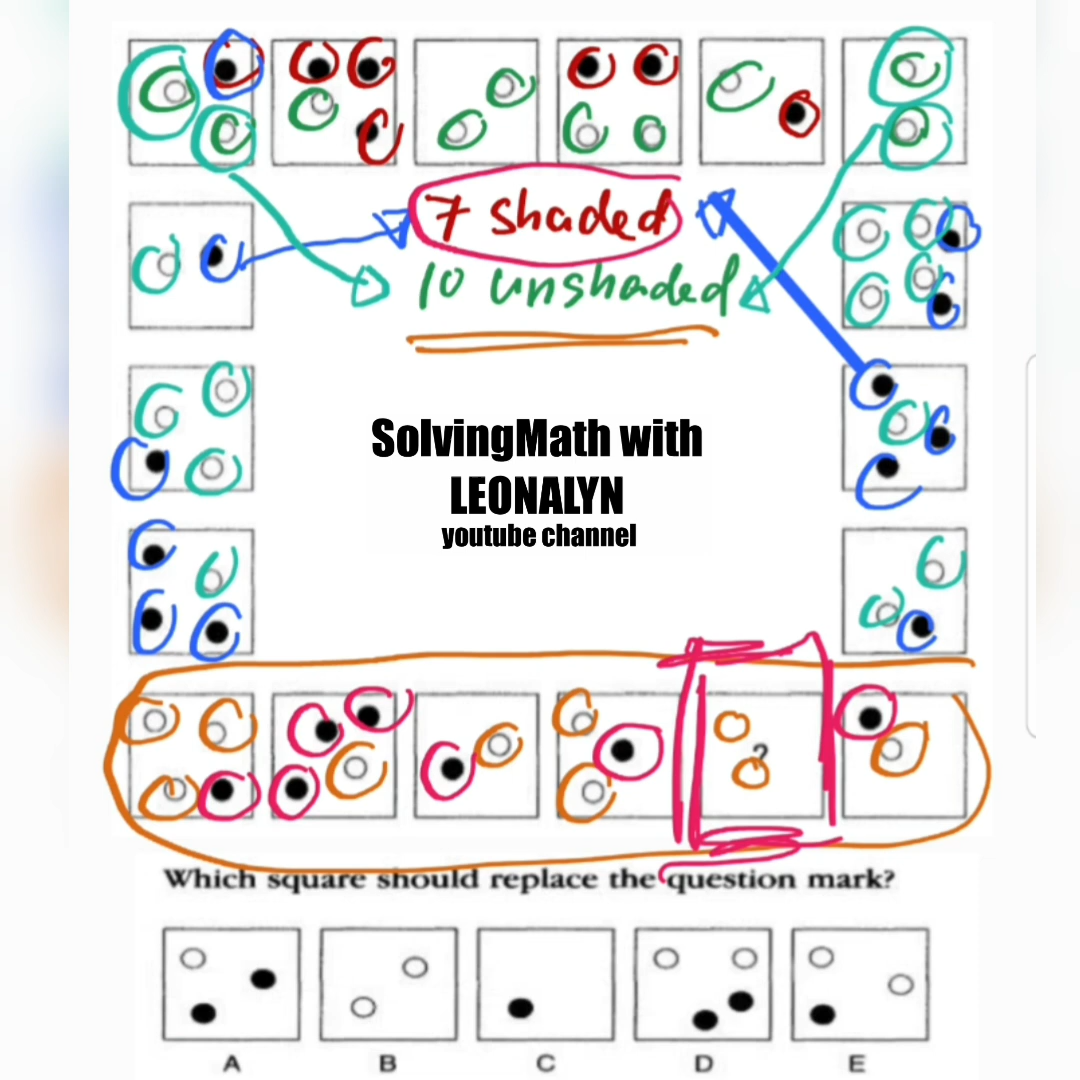 7 shaded
10 unshaded
SolvingMath with
LEONALYN
youtube channel
?
Which square should replace the question mark?
A B C D E